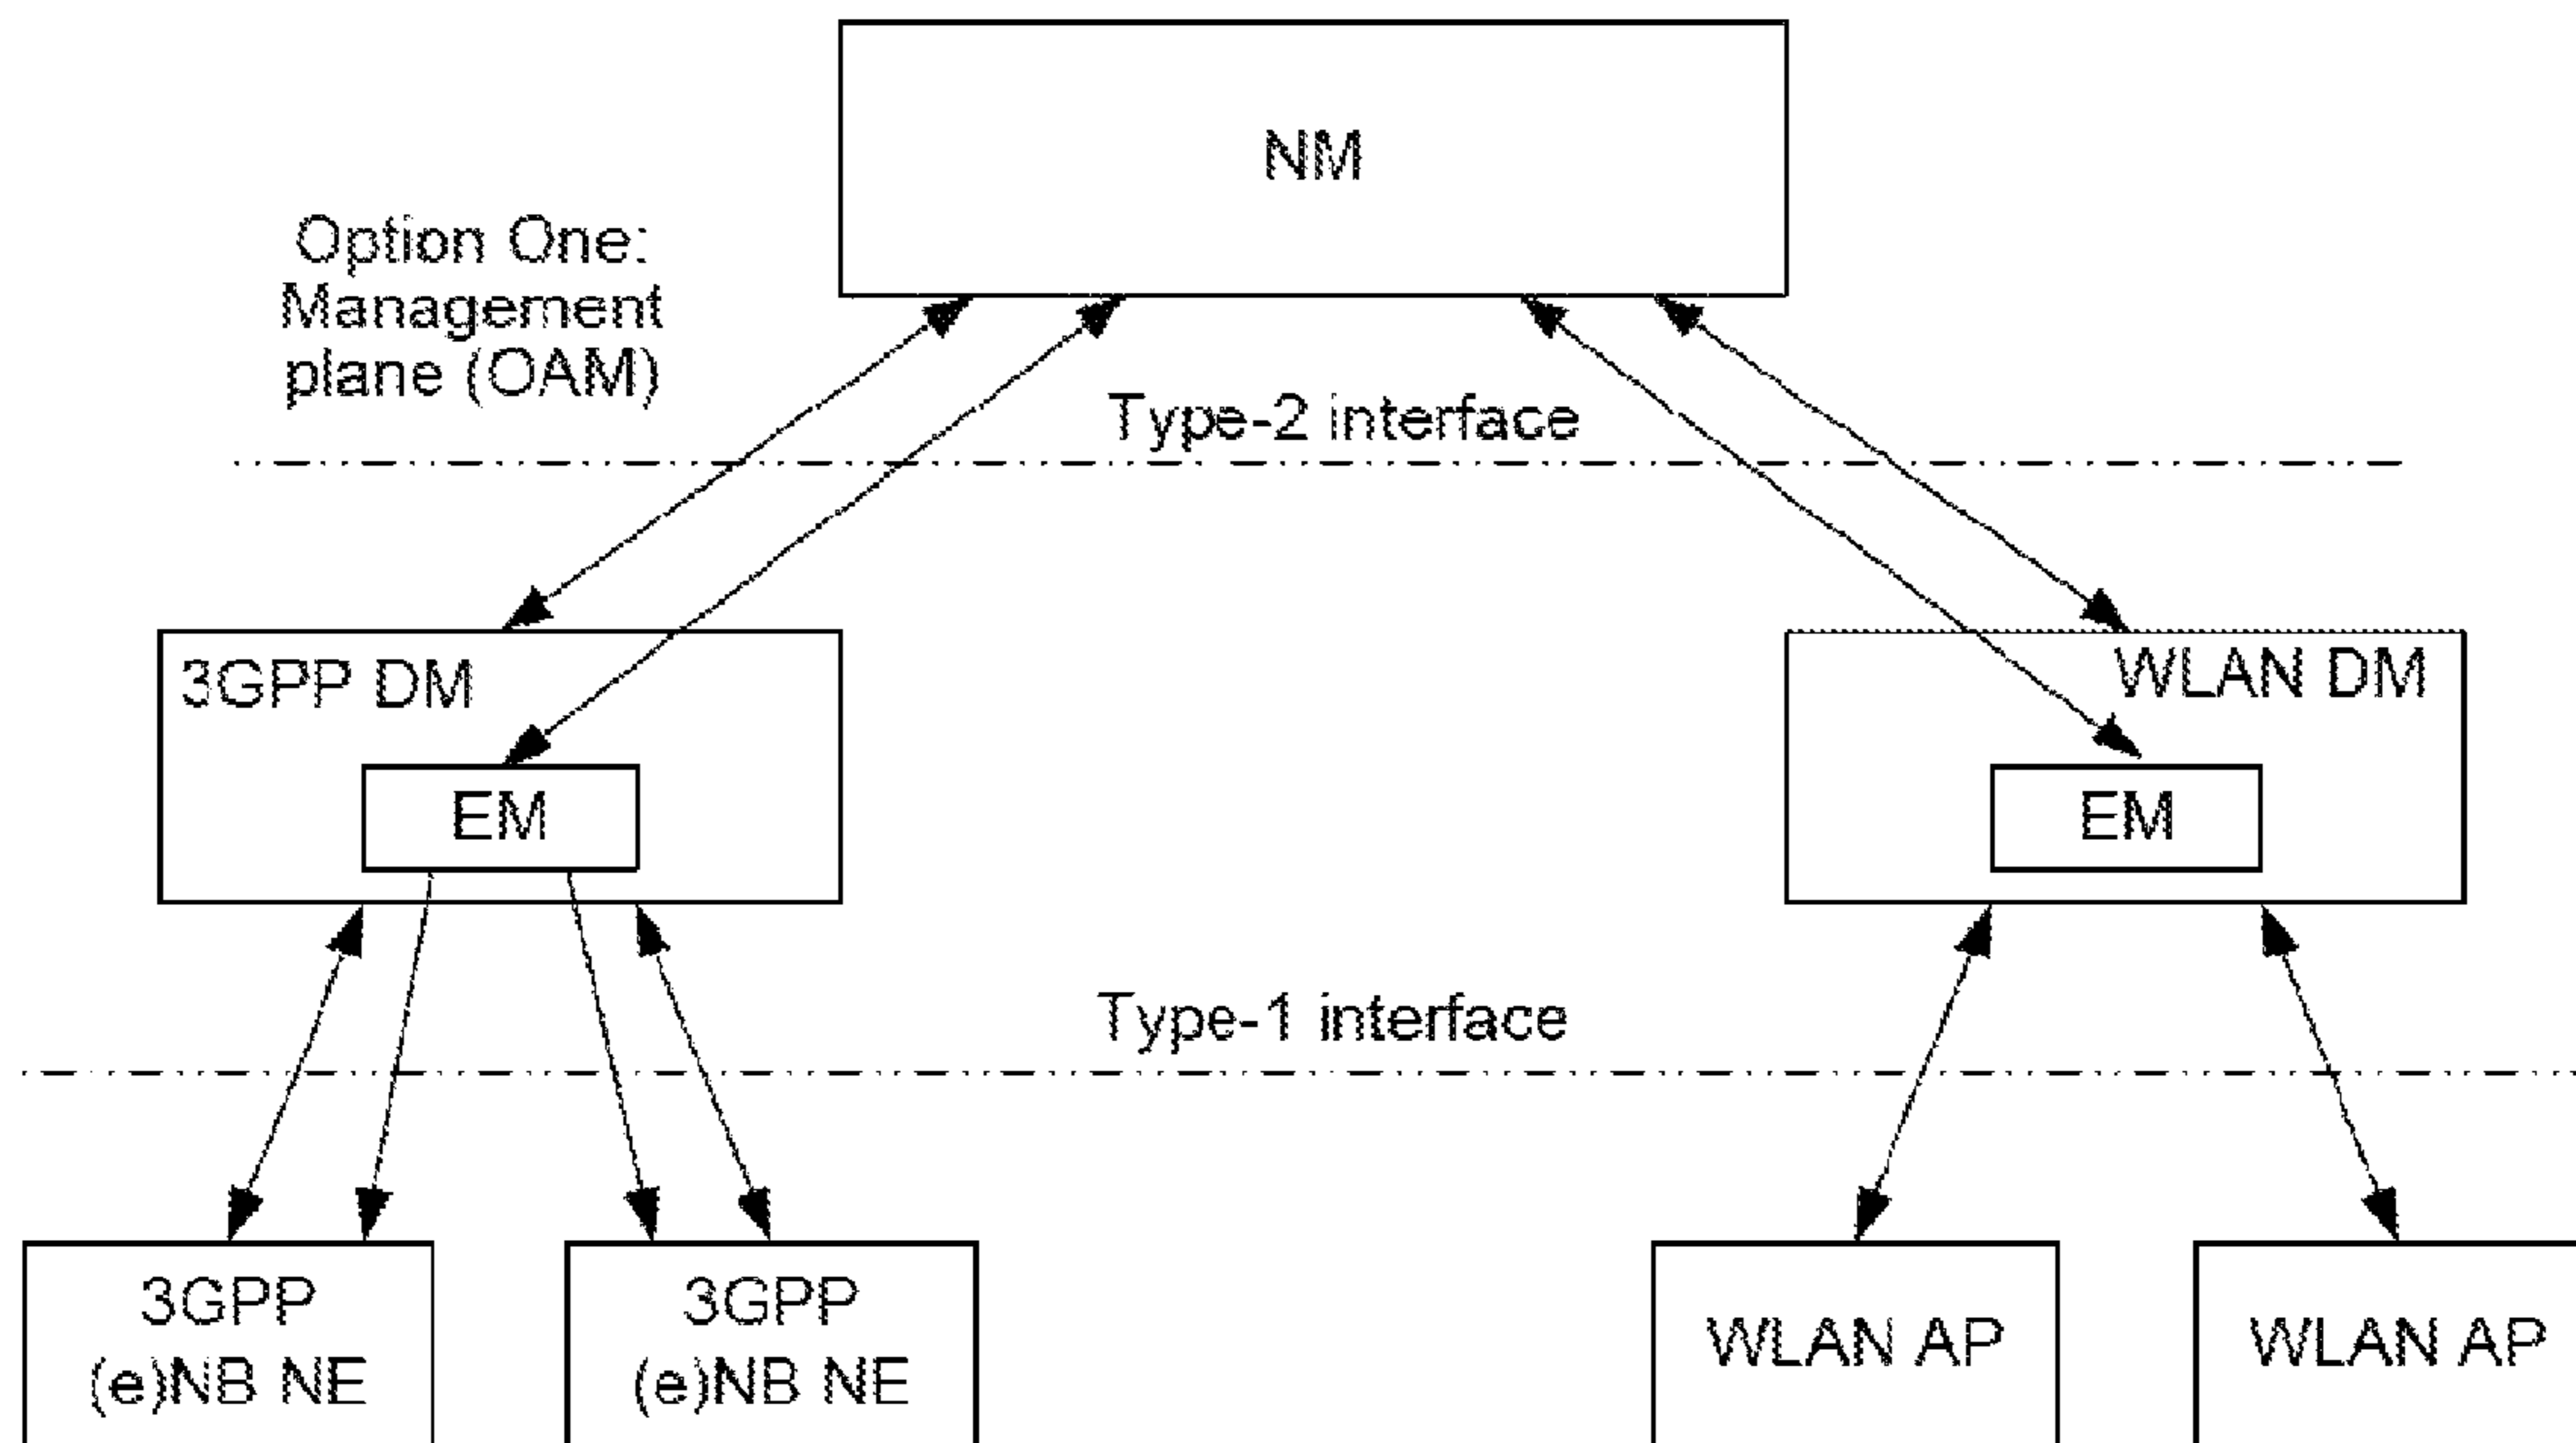 NM
Option One:
Management
plane (OAM)
Type-2 interface
3GPP DM
WLAN DM
EM
EM
Type-1 interface
3GPP
(e)NB NE
3GPP
(e)NB NE
WLAN AP
WLAN AP